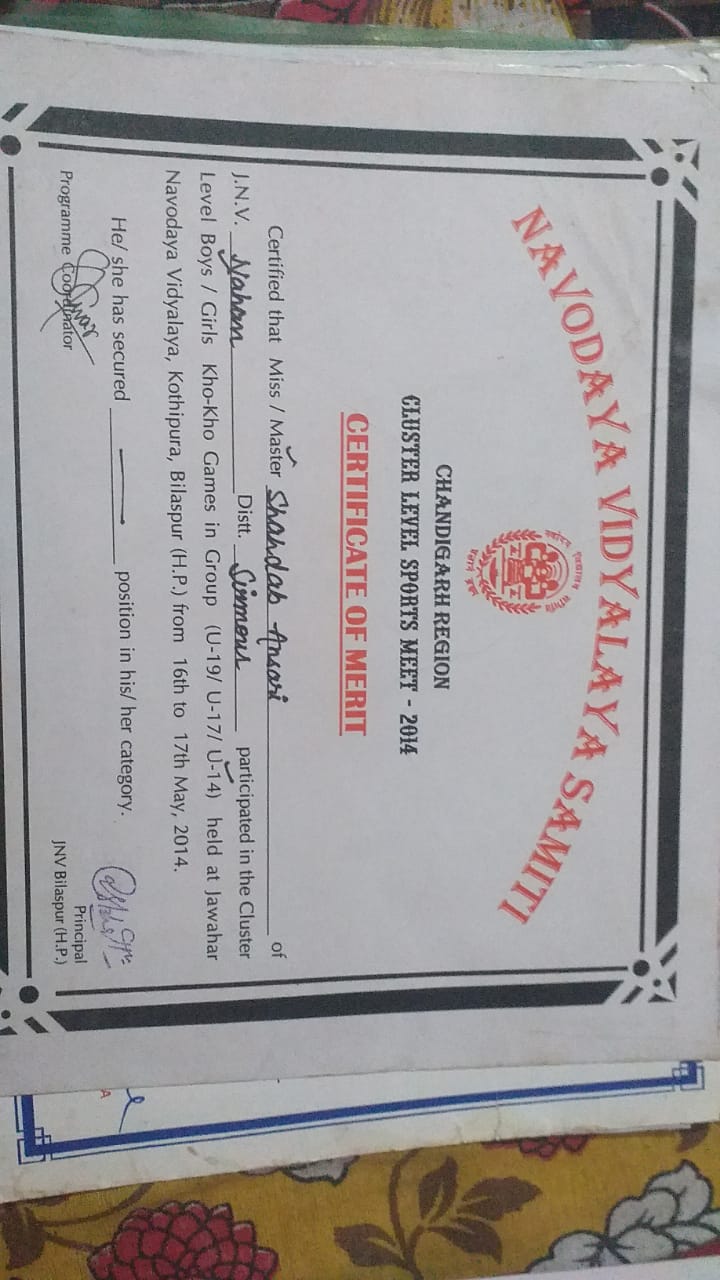 NAVODAYA VIDYALAYA SAMITI
CHANDIGARH REGION
CLUSTER LEVEL SPORTS MEET - 2014
CERTIFICATE OF MERIT
Certified that Miss / Master Shandab Ansari of
J.N.V. Nahan Distt. Sirmour participated in the Cluster
Level Boys / Girls Kho-Kho Games in Group (U-19/ U-17/ U-14) held at Jawahar
Navodaya Vidyalaya, Kothipura, Bilaspur (H.P.) from 16th to 17th May, 2014.
He/ she has secured — position in his/ her category.
Programme Coordinator
Principal
JNV Bilaspur (H.P.)
A